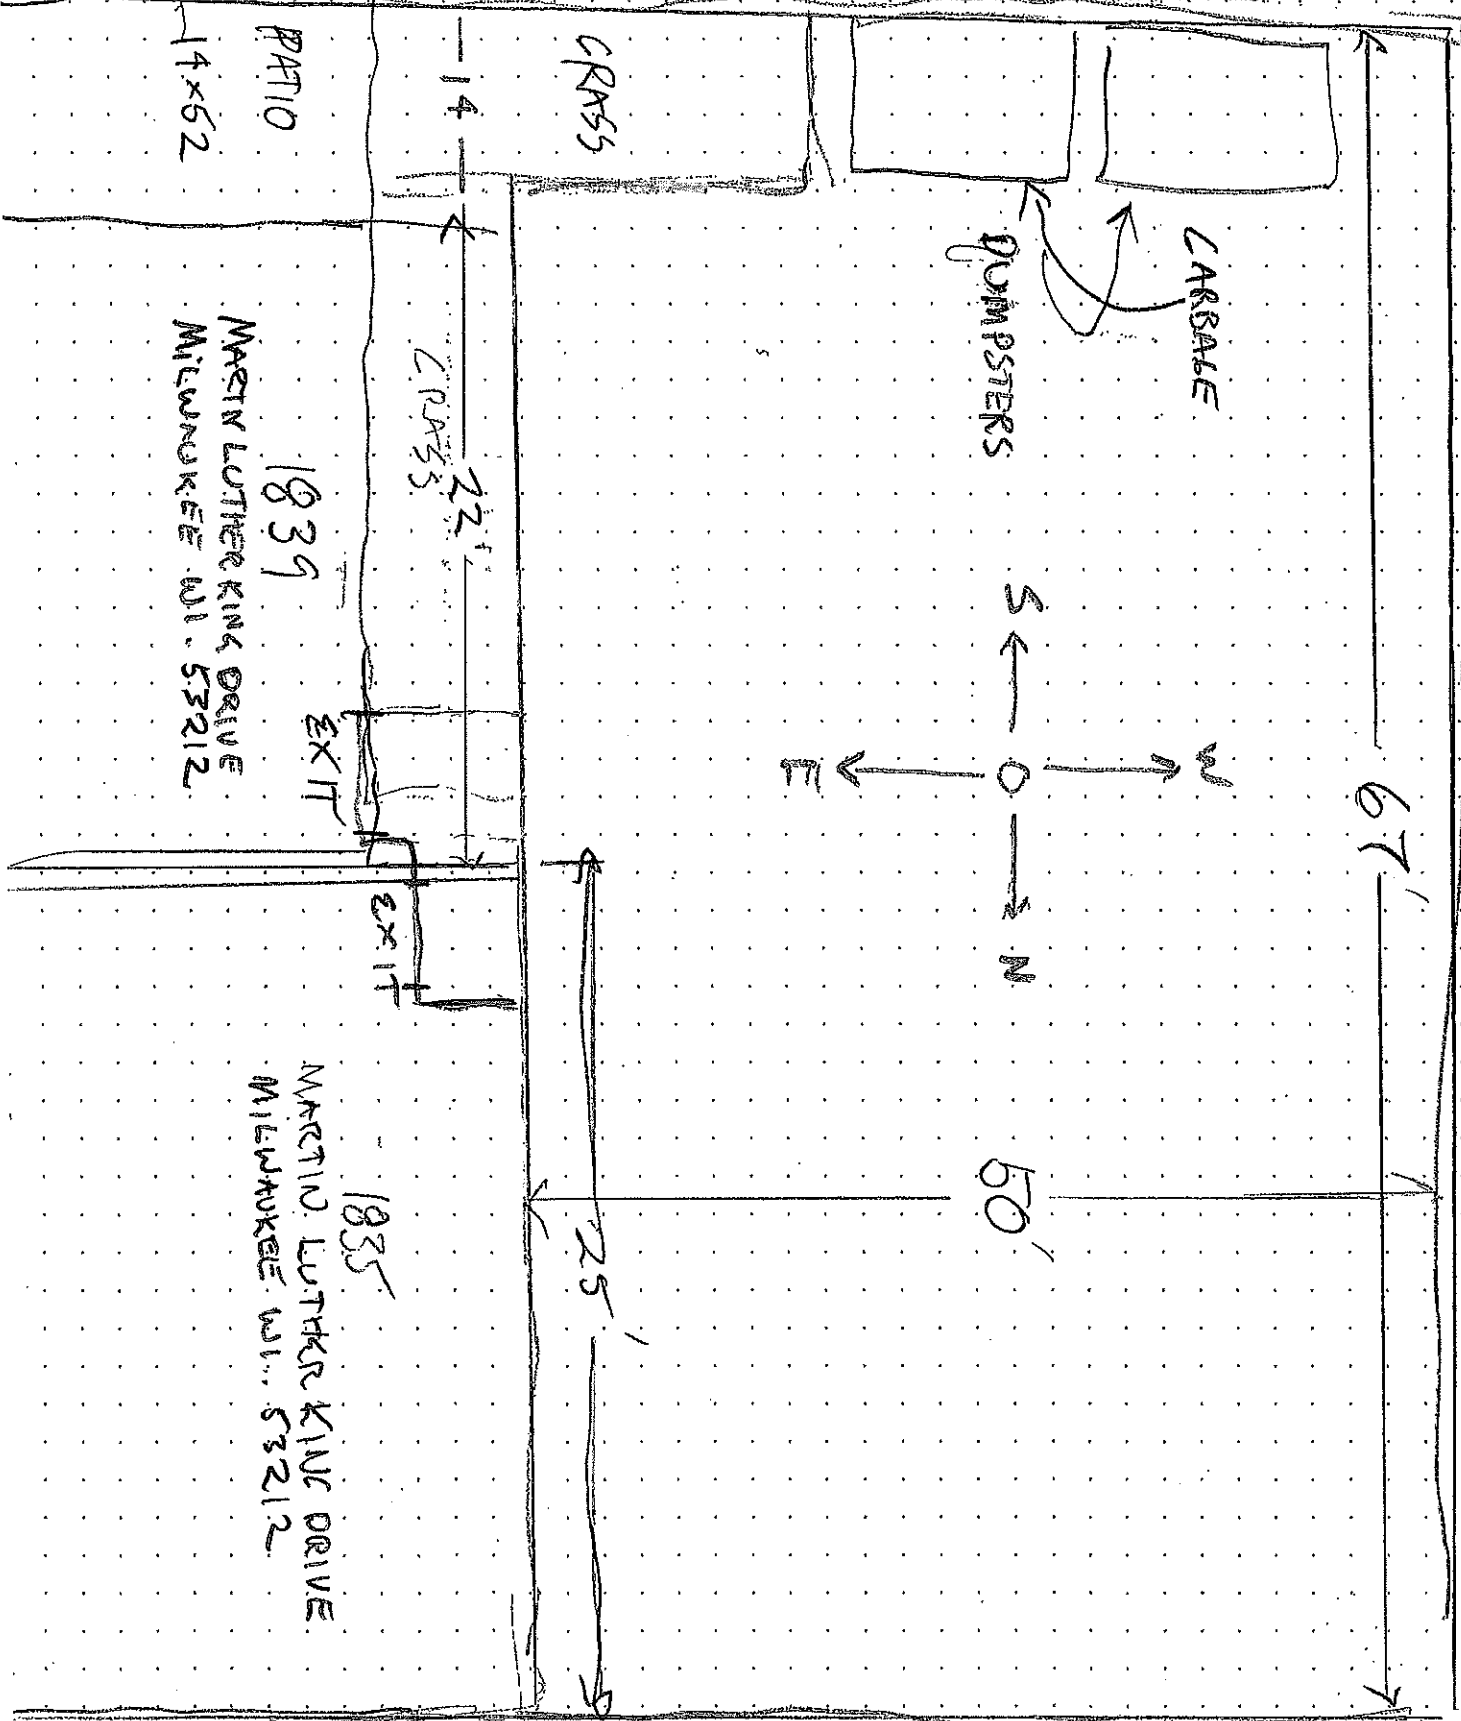 GRASS
— 14 —
PATIO
14x52
GARBAGE
DUMPSTERS
GRASS
22'
1839
MARTIN LUTHER KING DRIVE
MILWAUKEE WI. 53212
EXIT
EXIT
S
W
E
N
67'
50'
25'
1835
MARTIN LUTHER KING DRIVE
MILWAUKEE WI.. 53212